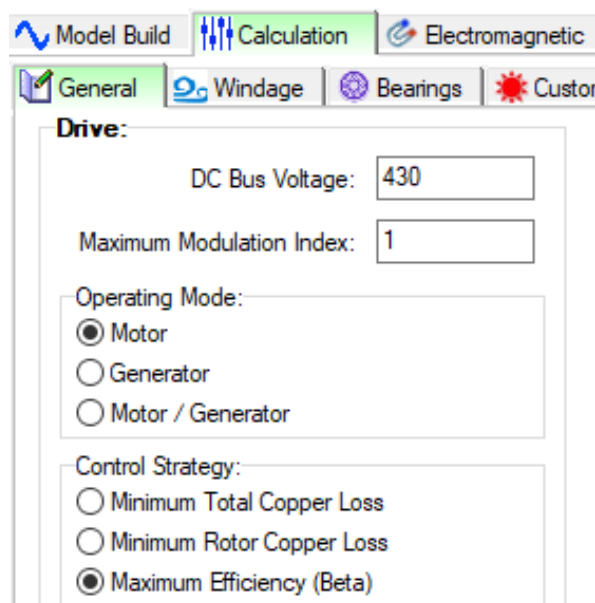 Model Build Calculation Electromagnetic
General Windage Bearings Custom
Drive:
DC Bus Voltage: 430
Maximum Modulation Index: 1
Operating Mode:
Motor
Generator
Motor / Generator
Control Strategy:
Minimum Total Copper Loss
Minimum Rotor Copper Loss
Maximum Efficiency (Beta)